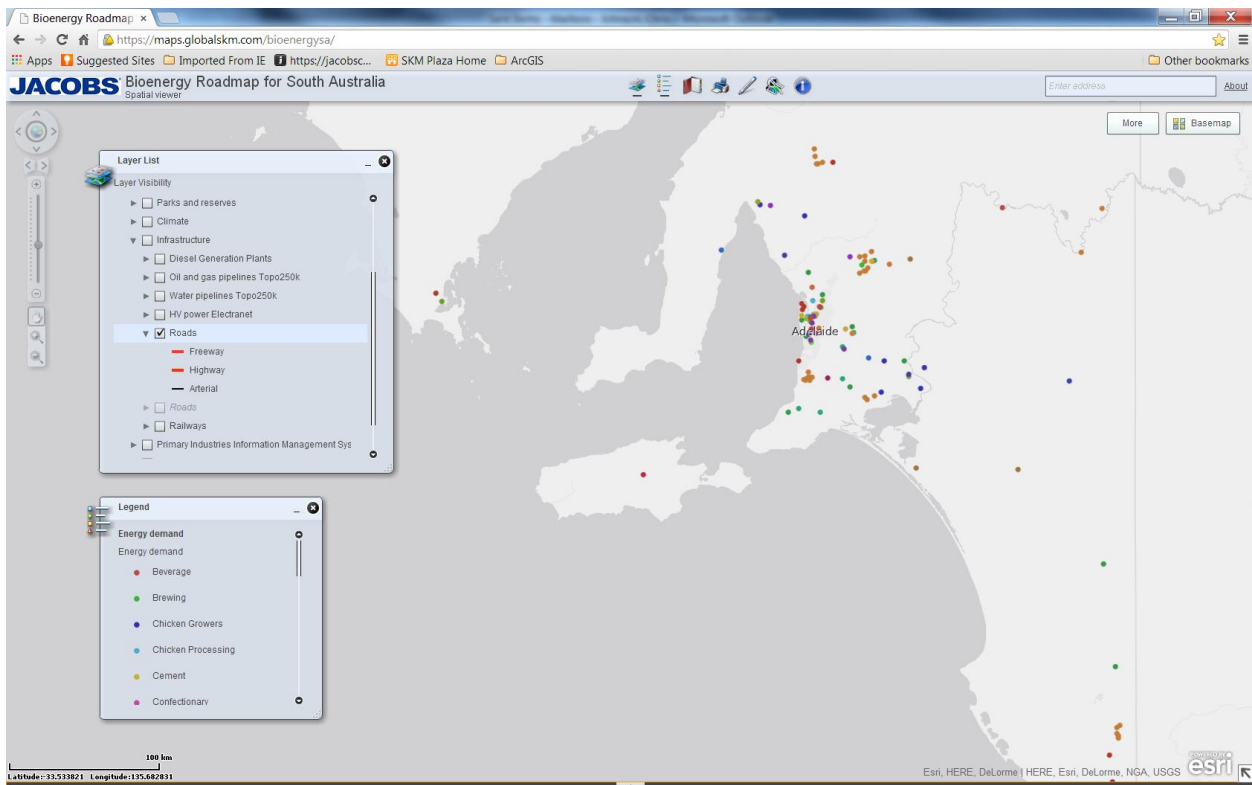 Bioenergy Roadmap
https://maps.globalskm.com/bioenergysa/
Apps Suggested Sites Imported From IE https://jacobsc... SKM Plaza Home ArcGIS Other bookmarks
JACOBS Bioenergy Roadmap for South Australia
Spatial viewer
Enter address
About
More
Basemap
Layer List
Layer Visibility
Parks and reserves
Climate
Infrastructure
Diesel Generation Plants
Oil and gas pipelines Topo250k
Water pipelines Topo250k
HV power Electranet
Roads
Freeway
Highway
Arterial
Roads
Railways
Primary Industries Information Management Sys
Adelaide
Legend
Energy demand
Energy demand
Beverage
Brewing
Chicken Growers
Chicken Processing
Cement
Confectionary
100 km
Latitude:-33.533821 Longitude:135.682831
Esri, HERE, DeLorme | HERE, Esri, DeLorme, NGA, USGS
esri